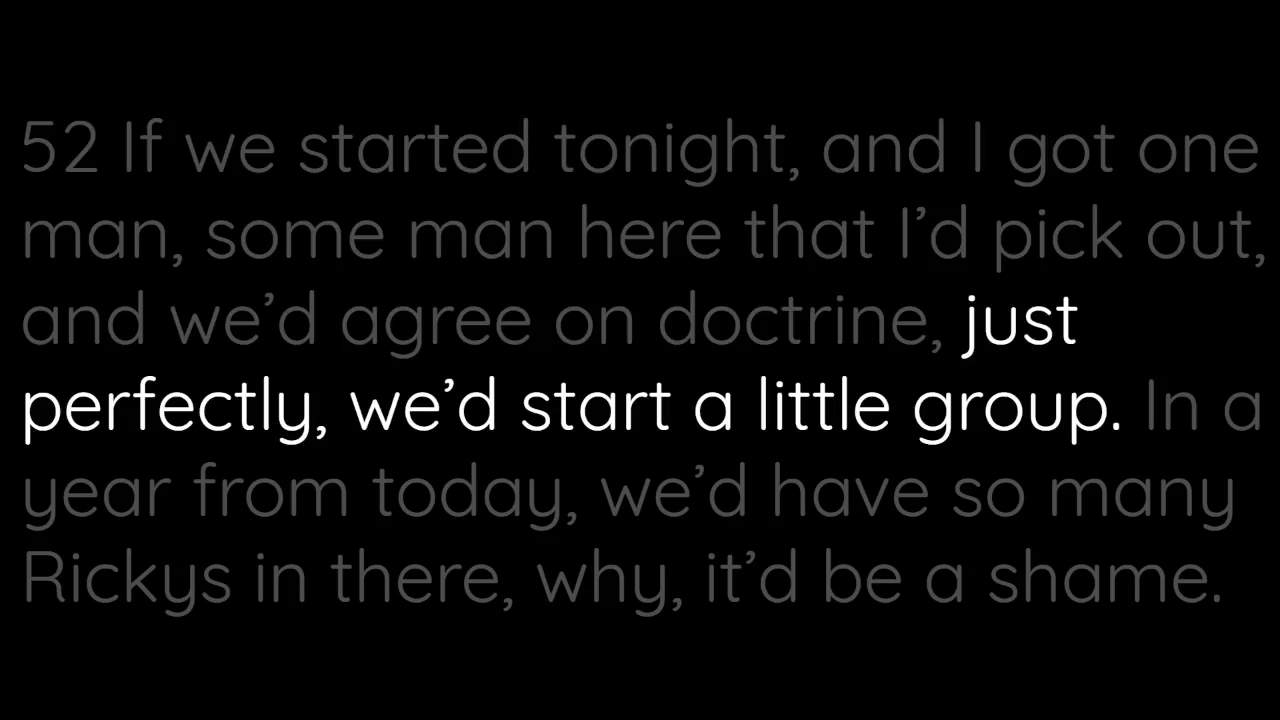 52 If we started tonight, and I got one
man, some man here that I’d pick out,
and we’d agree on doctrine, just
perfectly, we’d start a little group. In a
year from today, we’d have so many
Rickys in there, why, it’d be a shame.